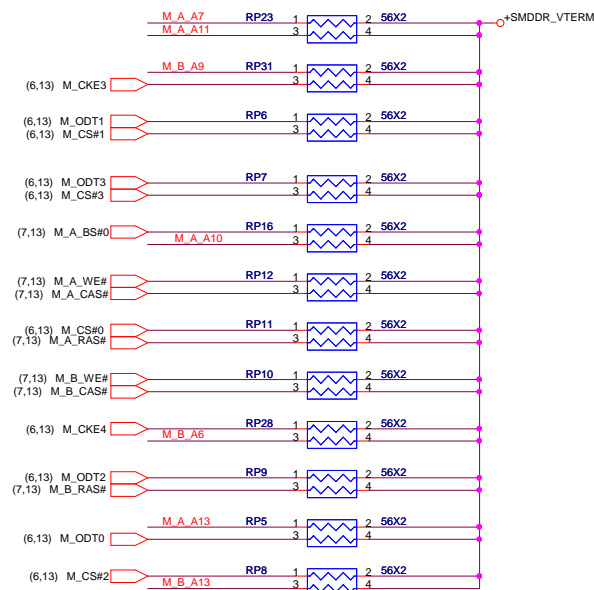 M_A_A7 RP23 1 2 56X2 +SMDDR_VTERM
M_A_A11 3 4
M_B_A9 RP31 1 2 56X2
(6,13) M_CKE3 3 4
(6,13) M_ODT1 RP6 1 2 56X2
(6,13) M_CS#1 3 4
(6,13) M_ODT3 RP7 1 2 56X2
(6,13) M_CS#3 3 4
(7,13) M_A_BS#0 RP16 1 2 56X2
M_A_A10 3 4
(7,13) M_A_WE# RP12 1 2 56X2
(7,13) M_A_CAS# 3 4
(6,13) M_CS#0 RP11 1 2 56X2
(7,13) M_A_RAS# 3 4
(7,13) M_B_WE# RP10 1 2 56X2
(7,13) M_B_CAS# 3 4
(6,13) M_CKE4 RP28 1 2 56X2
M_B_A6 3 4
(6,13) M_ODT2 RP9 1 2 56X2
(7,13) M_B_RAS# 3 4
M_A_A13 RP5 1 2 56X2
(6,13) M_ODT0 3 4
(6,13) M_CS#2 RP8 1 2 56X2
M_B_A13 3 4